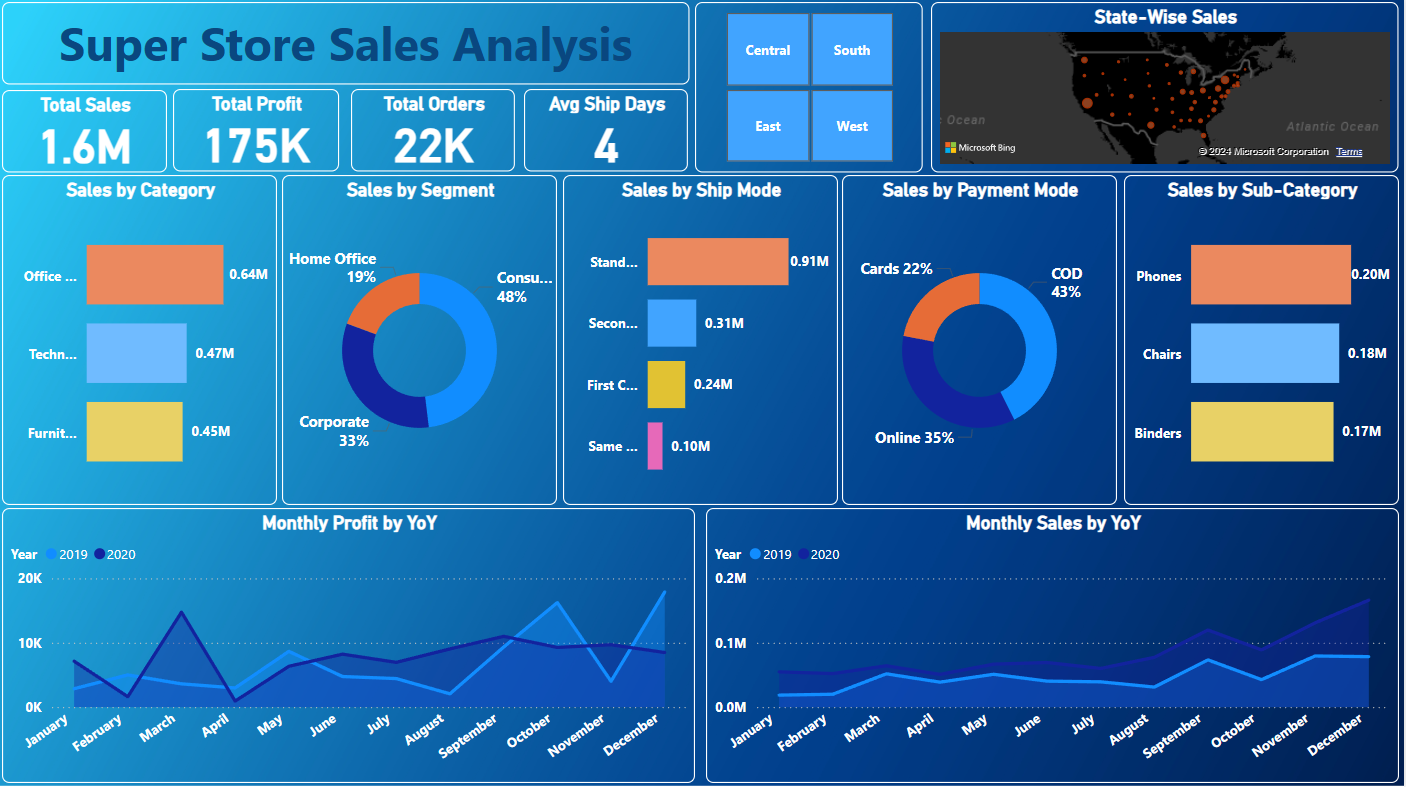 Super Store Sales Analysis
Total Sales
1.6M
Total Profit
175K
Total Orders
22K
Avg Ship Days
4
Central
South
East
West
State-Wise Sales
Ocean
Atlantic Ocean
Microsoft Bing
© 2024 Microsoft Corporation Terms
Sales by Category
Office ...
0.64M
Techn...
0.47M
Furnit...
0.45M
Sales by Segment
Home Office
19%
Consu...
48%
Corporate
33%
Sales by Ship Mode
Stand...
0.91M
Secon...
0.31M
First C...
0.24M
Same ...
0.10M
Sales by Payment Mode
Cards 22%
COD
43%
Online 35%
Sales by Sub-Category
Phones
0.20M
Chairs
0.18M
Binders
0.17M
Monthly Profit by YoY
Year 2019 2020
20K
10K
0K
January
February
March
April
May
June
July
August
September
October
November
December
Monthly Sales by YoY
Year 2019 2020
0.2M
0.1M
0.0M
January
February
March
April
May
June
July
August
September
October
November
December